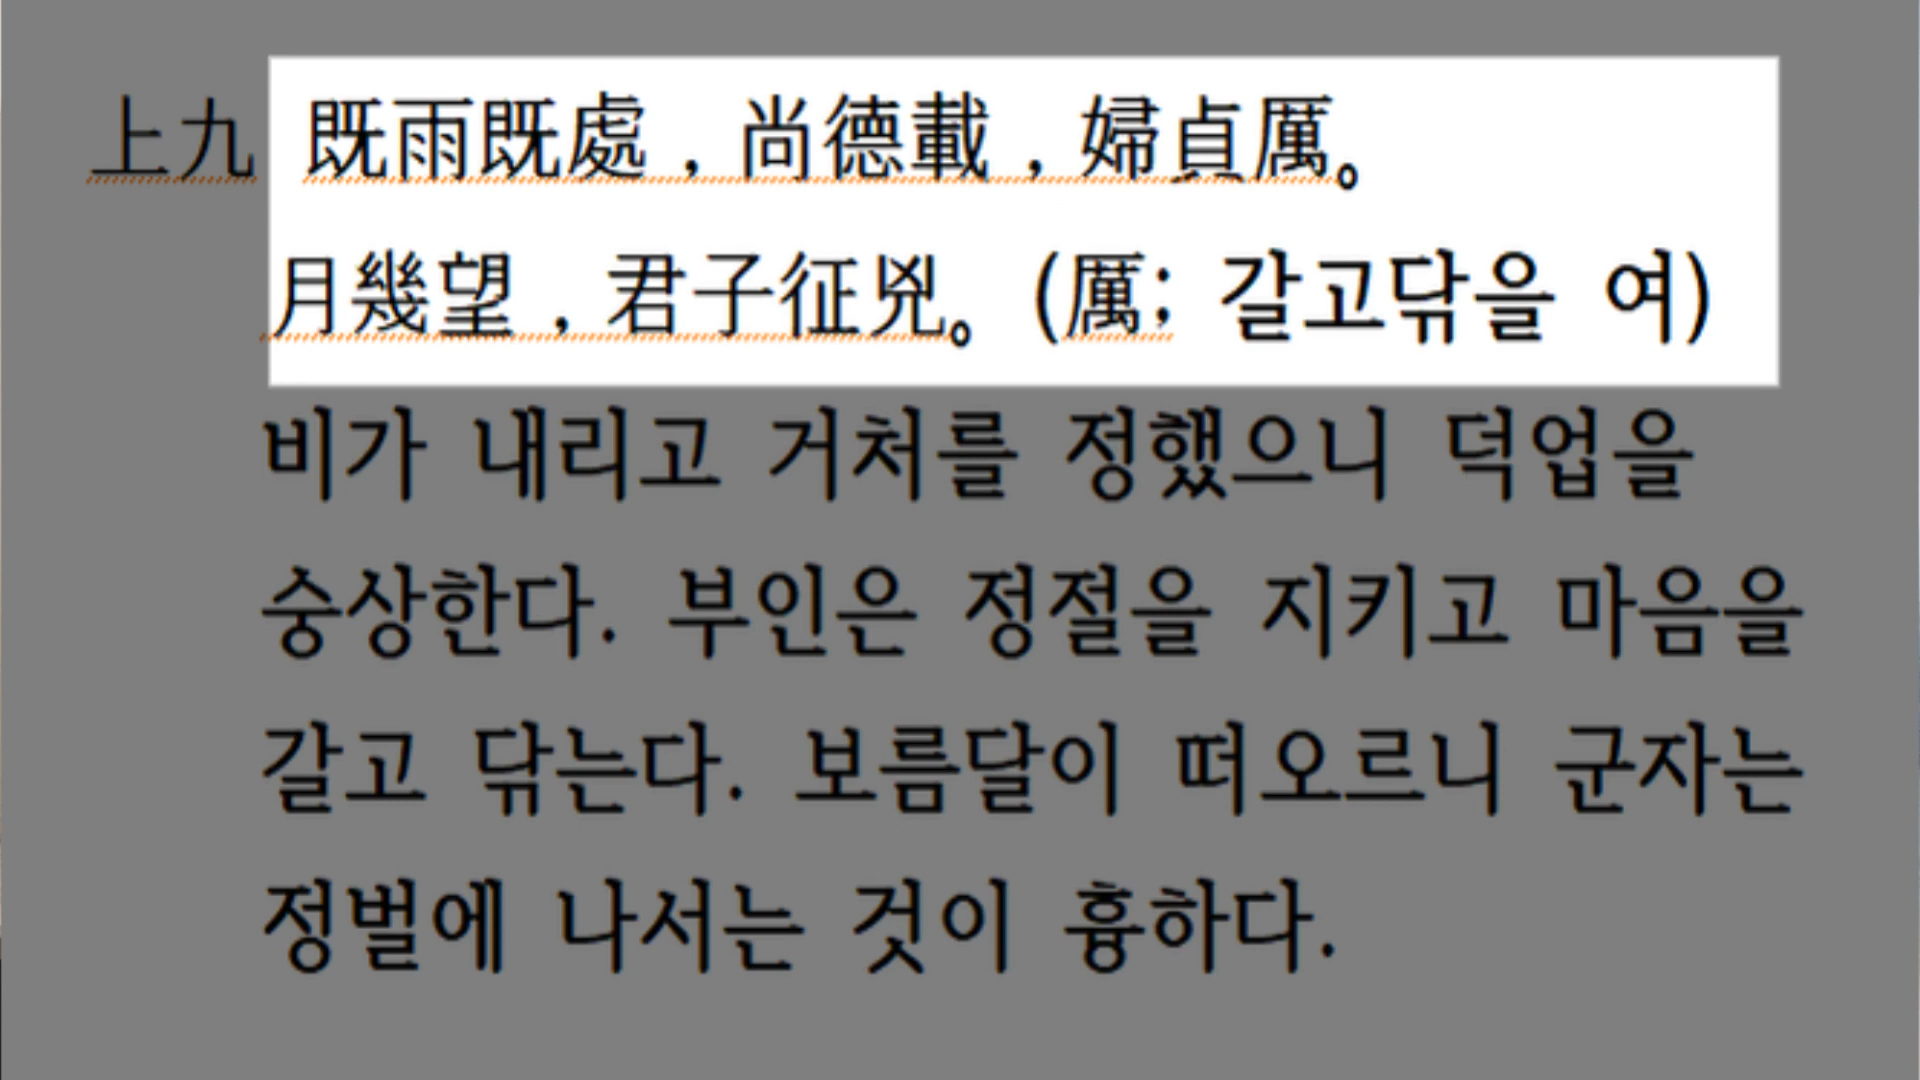 上九 既雨既處，尚德載，婦貞厲。
月幾望，君子征兇。(厲: 갈고닦을 여)
비가 내리고 거처를 정했으니 덕업을
숭상한다. 부인은 정절을 지키고 마음을
갈고 닦는다. 보름달이 떠오르니 군자는
정벌에 나서는 것이 흉하다.